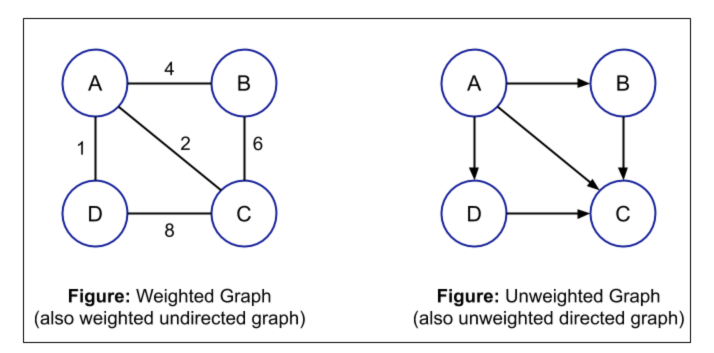 A
4
B
1
2
6
D
8
C
Figure: Weighted Graph
(also weighted undirected graph)
A
B
D
C
Figure: Unweighted Graph
(also unweighted directed graph)